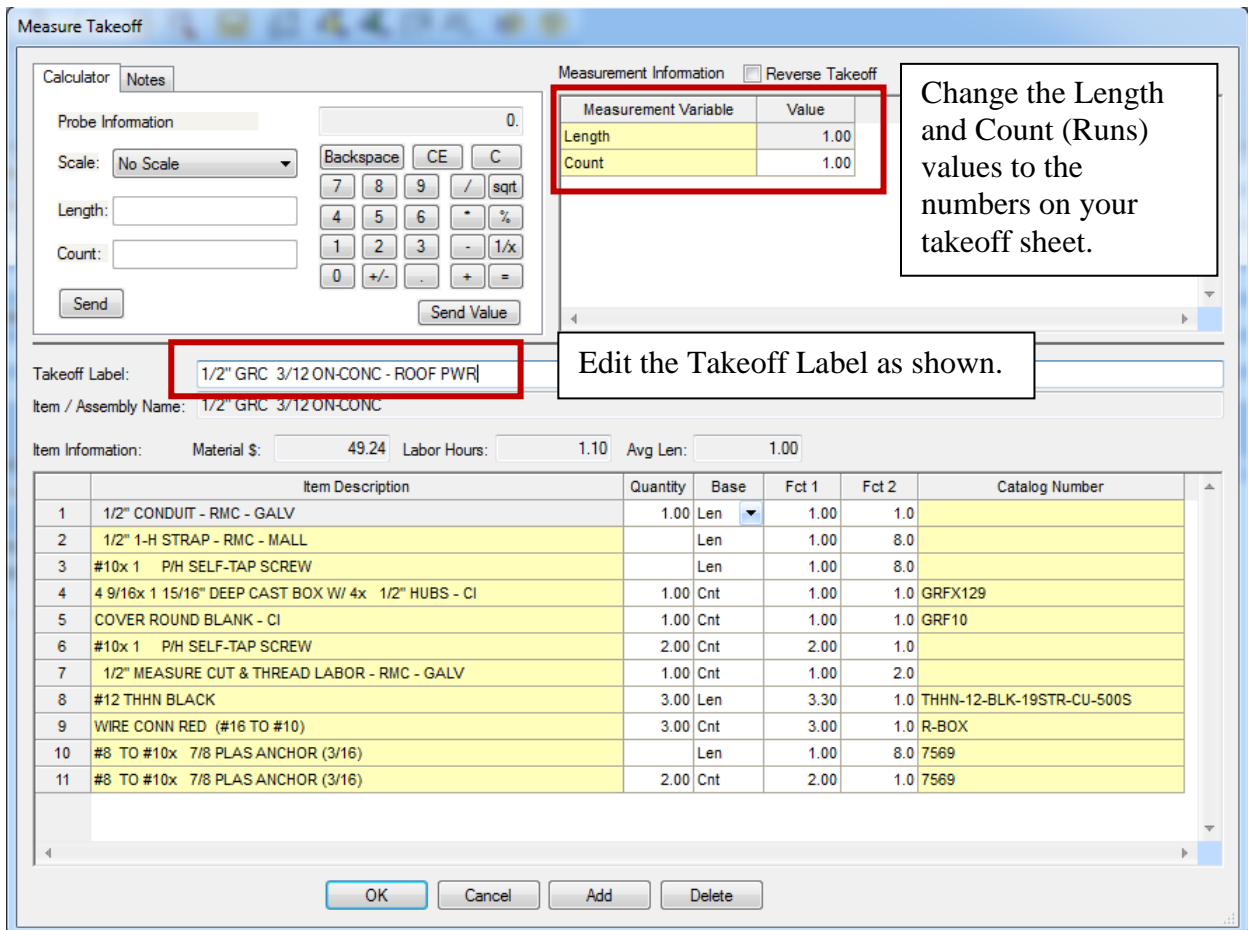 Measure Takeoff
Calculator Notes
Measurement Information Reverse Takeoff
Change the Length
and Count (Runs)
values to the
numbers on your
takeoff sheet.
Probe Information 0.
Measurement Variable Value
Length 1.00
Count 1.00
Scale: No Scale
Length:
Count:
Send
Backspace CE C
7 8 9 / sqrt
4 5 6 * %
1 2 3 - 1/x
0 +/- . + =
Send Value
Edit the Takeoff Label as shown.
Takeoff Label: 1/2" GRC 3/12 ON-CONC - ROOF PWR
Item / Assembly Name: 1/2" GRC 3/12 ON-CONC
Item Information: Material $: 49.24 Labor Hours: 1.10 Avg Len: 1.00
Item Description Quantity Base Fct 1 Fct 2 Catalog Number
1 1/2" CONDUIT - RMC - GALV 1.00 Len 1.00 1.0
2 1/2" 1-H STRAP - RMC - MALL Len 1.00 8.0
3 #10x 1 P/H SELF-TAP SCREW Len 1.00 8.0
4 4 9/16x 1 15/16" DEEP CAST BOX W/ 4x 1/2" HUBS - CI 1.00 Cnt 1.00 1.0 GRFX129
5 COVER ROUND BLANK - CI 1.00 Cnt 1.00 1.0 GRF10
6 #10x 1 P/H SELF-TAP SCREW 2.00 Cnt 2.00 1.0
7 1/2" MEASURE CUT & THREAD LABOR - RMC - GALV 1.00 Cnt 1.00 2.0
8 #12 THHN BLACK 3.00 Len 3.30 1.0 THHN-12-BLK-19STR-CU-500S
9 WIRE CONN RED (#16 TO #10) 3.00 Cnt 3.00 1.0 R-BOX
10 #8 TO #10x 7/8 PLAS ANCHOR (3/16) Len 1.00 8.0 7569
11 #8 TO #10x 7/8 PLAS ANCHOR (3/16) 2.00 Cnt 2.00 1.0 7569
OK Cancel Add Delete